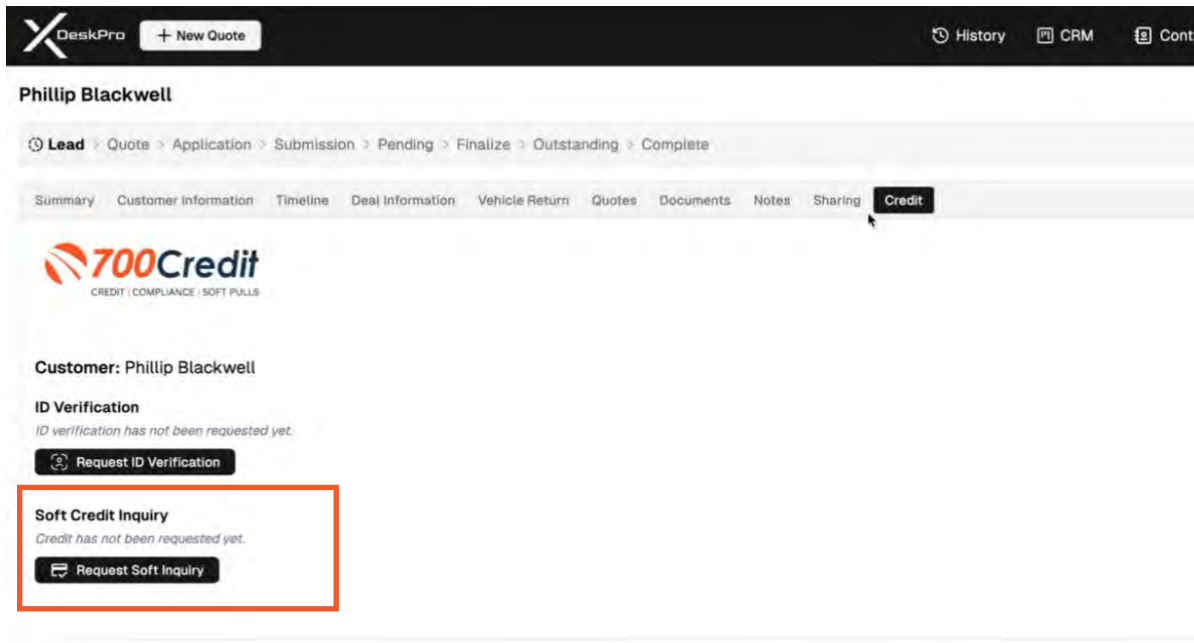 XDeskPro + New Quote History CRM Cont
Phillip Blackwell
Lead > Quote > Application > Submission > Pending > Finalize > Outstanding > Complete
Summary Customer Information Timeline Deal Information Vehicle Return Quotes Documents Notes Sharing Credit
700Credit
CREDIT | COMPLIANCE | SOFT PULLS
Customer: Phillip Blackwell
ID Verification
ID verification has not been requested yet.
Request ID Verification
Soft Credit Inquiry
Credit has not been requested yet.
Request Soft Inquiry